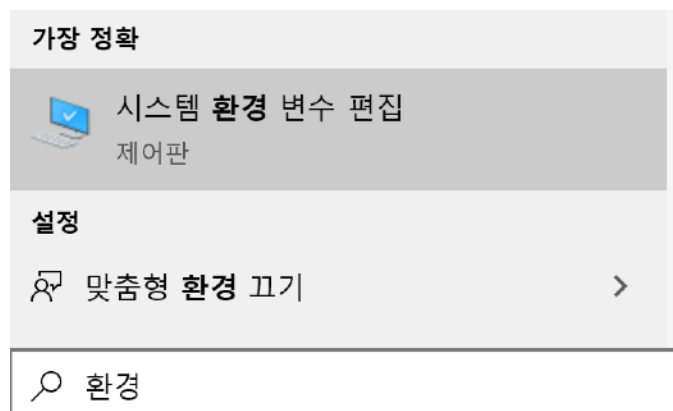 가장 정확
시스템 환경 변수 편집
제어판
설정
맞춤형 환경 끄기
환경